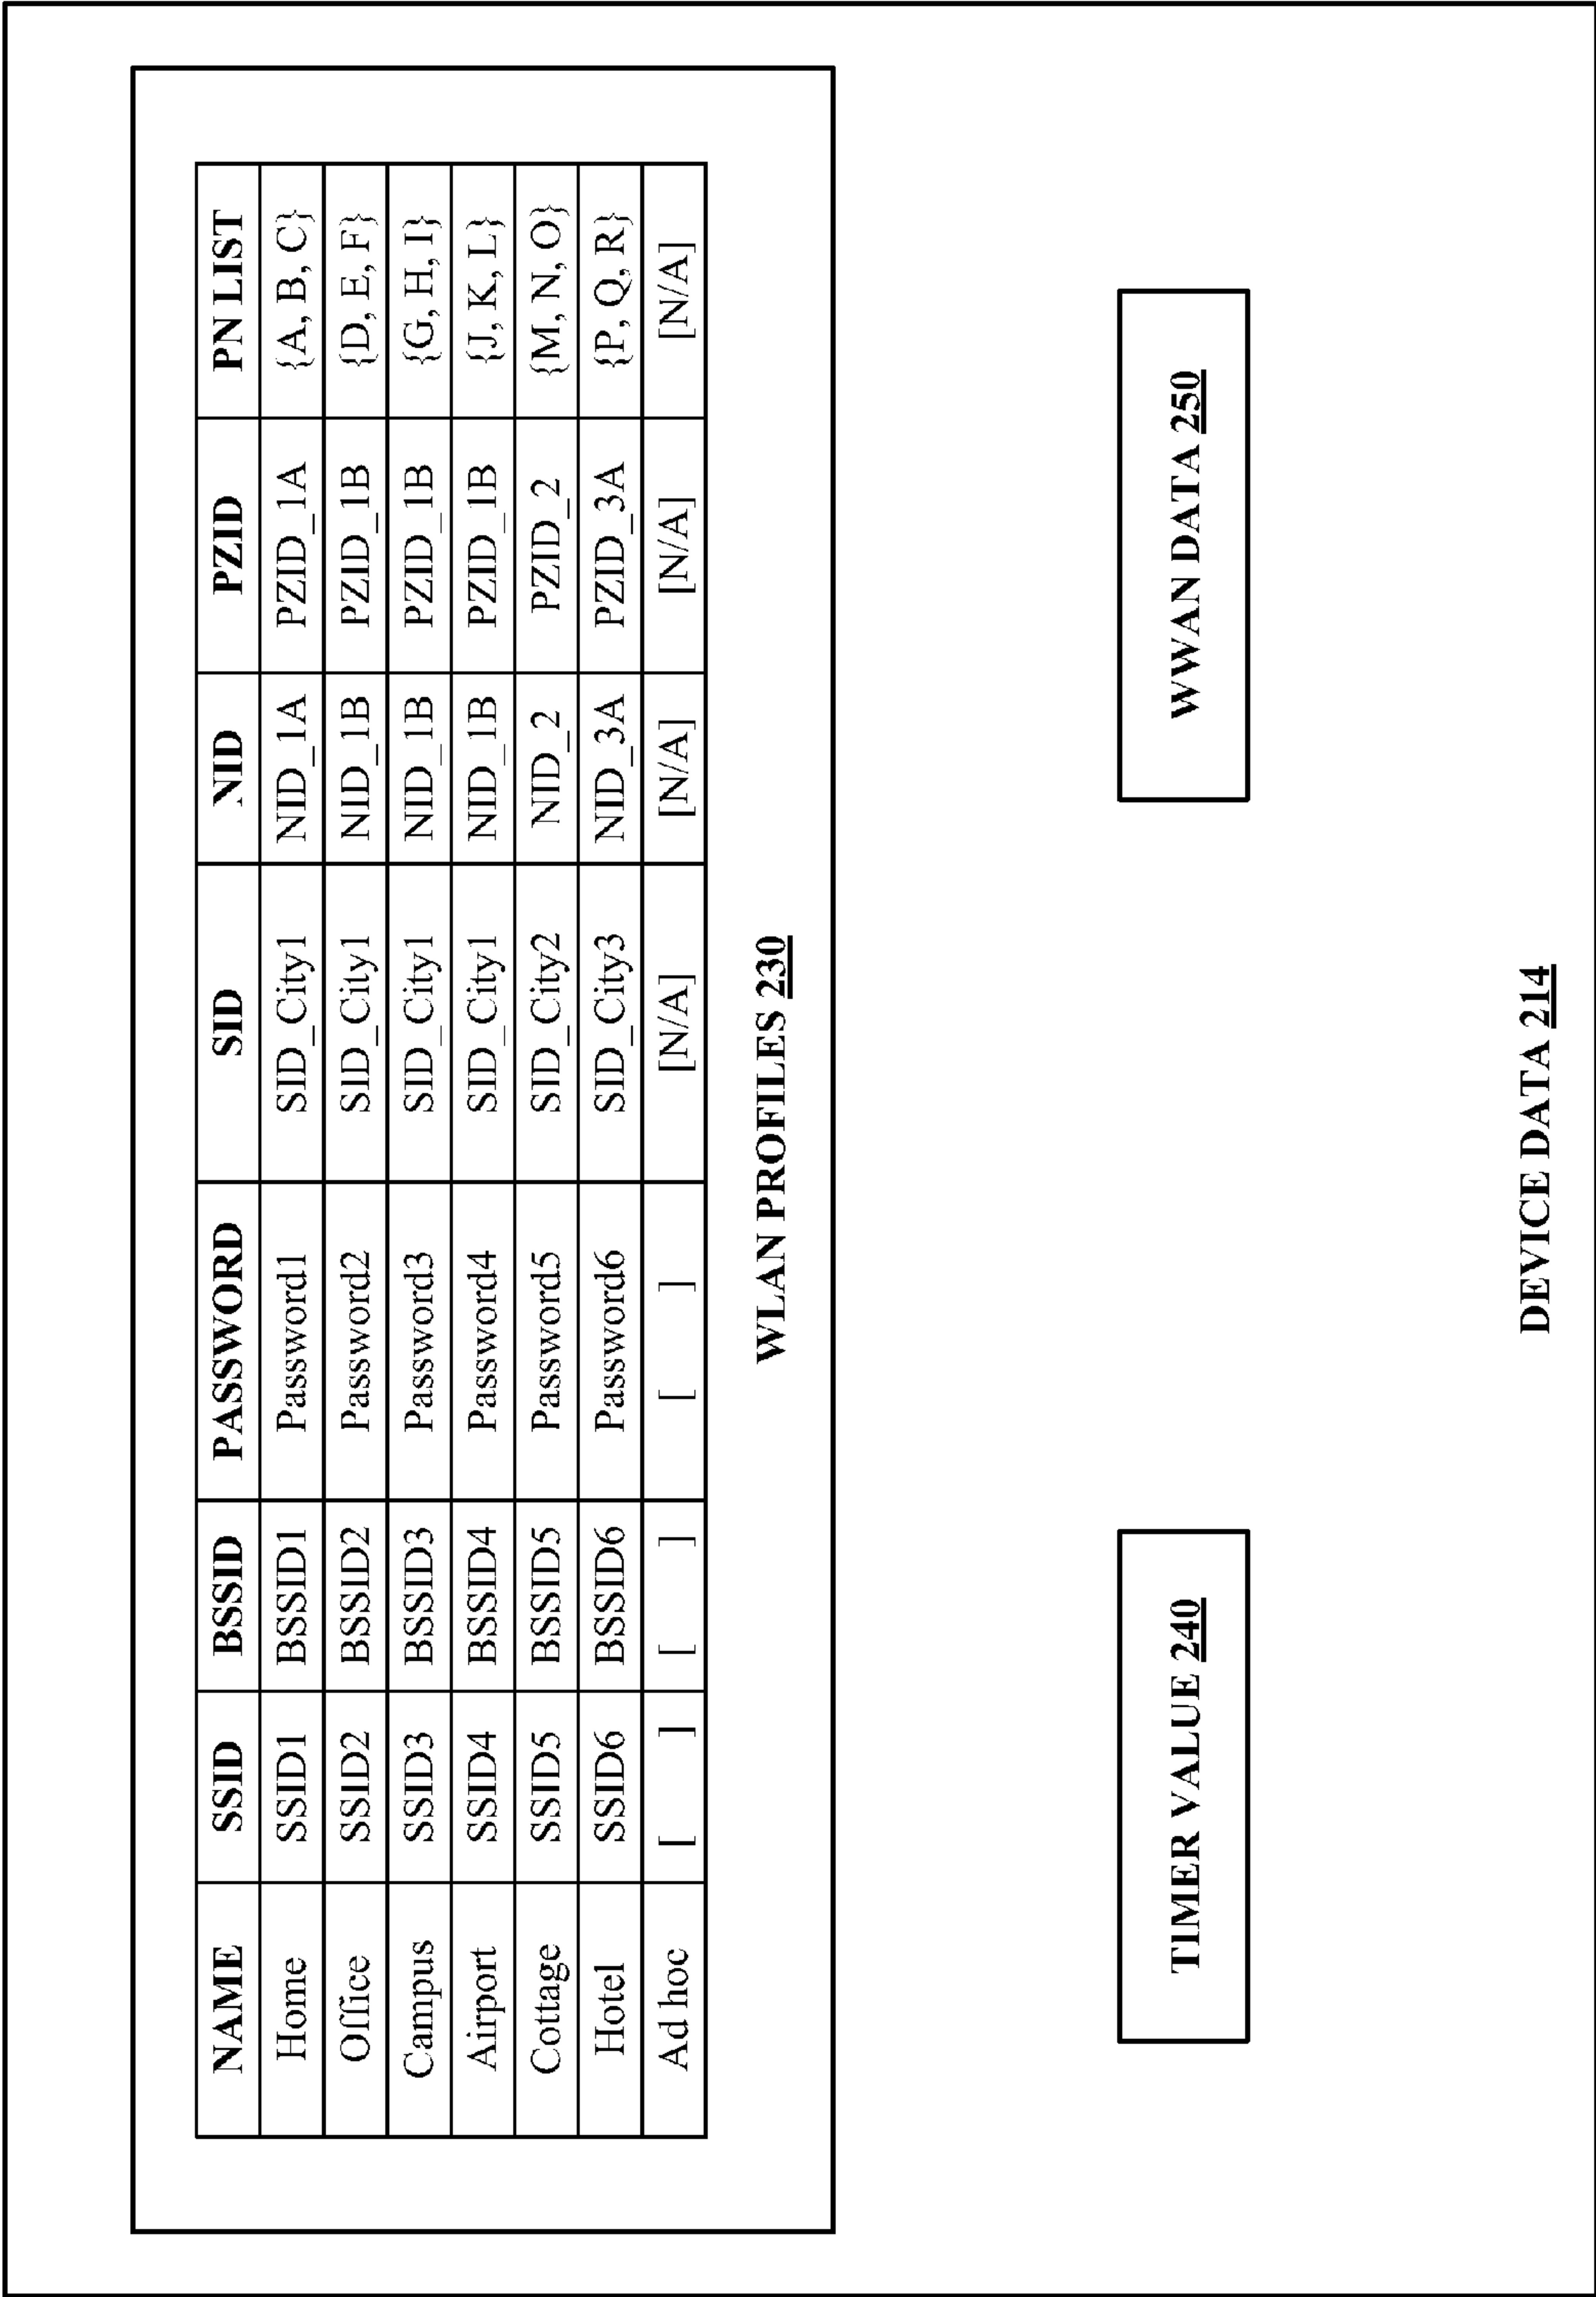 NAME SSID BSSID PASSWORD SID NID PZID PN LIST
Home SSID1 BSSID1 Password1 SID_City1 NID_1A PZID_1A {A, B, C}
Office SSID2 BSSID2 Password2 SID_City1 NID_1B PZID_1B {D, E, F}
Campus SSID3 BSSID3 Password3 SID_City1 NID_1B PZID_1B {G, H, I}
Airport SSID4 BSSID4 Password4 SID_City1 NID_1B PZID_1B {J, K, L}
Cottage SSID5 BSSID5 Password5 SID_City2 NID_2 PZID_2 {M, N, O}
Hotel SSID6 BSSID6 Password6 SID_City3 NID_3A PZID_3A {P, Q, R}
Ad hoc [ ] [ ] [ ] [N/A] [N/A] [N/A] [N/A]
WLAN PROFILES 230
TIMER VALUE 240
WWAN DATA 250
DEVICE DATA 214